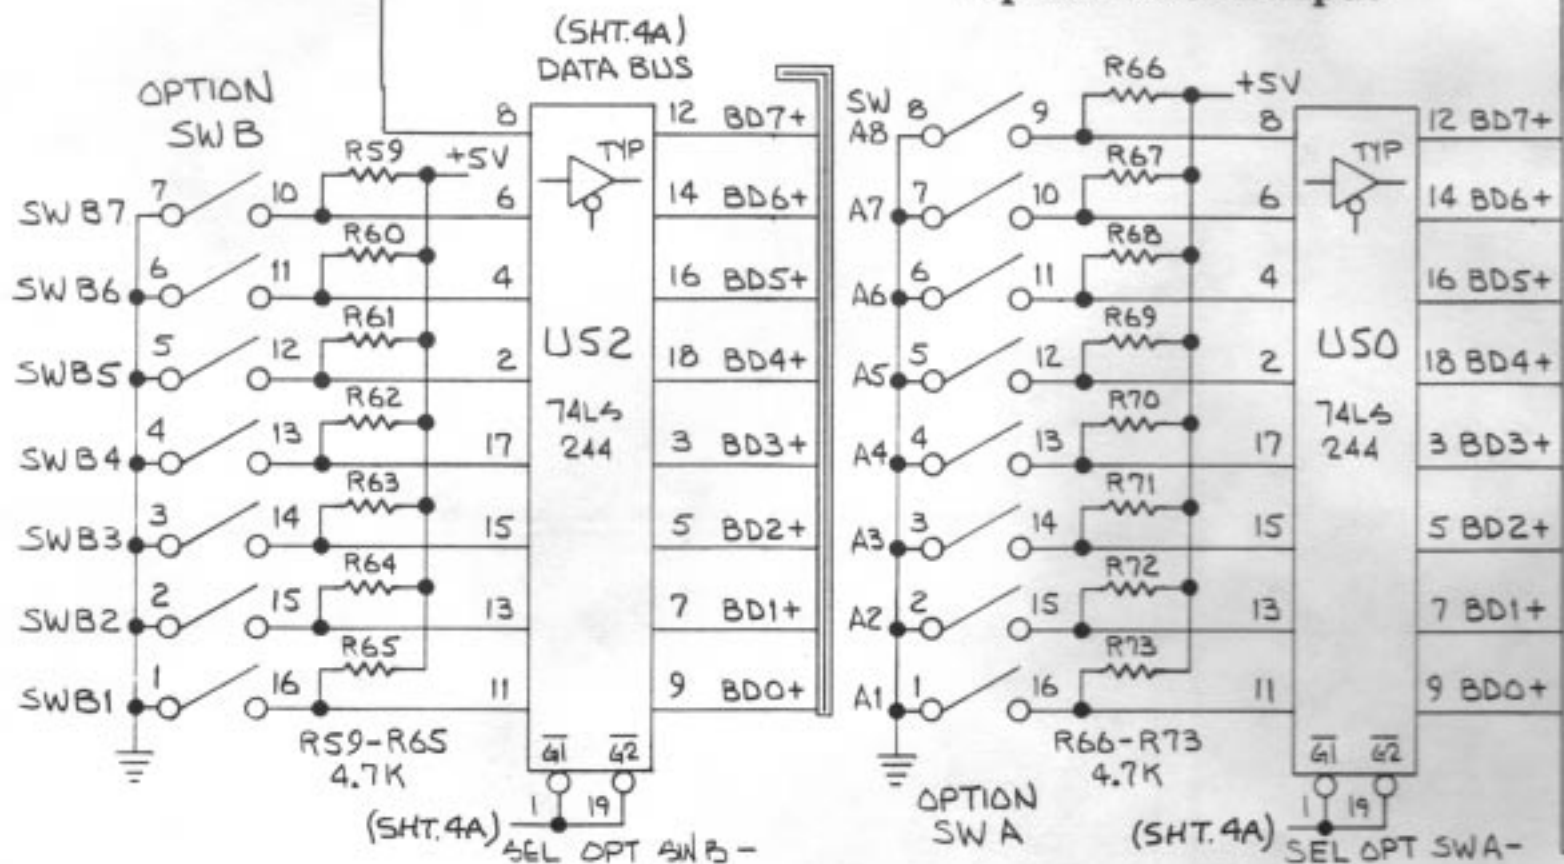 (SHT.4A)
DATA BUS
OPTION
SW B
8 12 BD7+
R59 +5V TYP
SW B7 7 10 6 14 BD6+
R60
SW B6 6 11 4 16 BD5+
R61
SWB5 5 12 2 U52 18 BD4+
R62 74LS
SWB4 4 13 17 244 3 BD3+
R63
SWB3 3 14 15 5 BD2+
R64
SWB2 2 15 13 7 BD1+
R65
SWB1 1 16 11 9 BD0+
R59-R65
4.7K
G1 G2
1 19
(SHT.4A) SEL OPT SWB-
R66 +5V
SW A8 8 9 8 12 BD7+
R67 TYP
A7 7 10 6 14 BD6+
R68
A6 6 11 4 16 BD5+
R69
A5 5 12 2 U50 18 BD4+
R70 74LS
A4 4 13 17 244 3 BD3+
R71
A3 3 14 15 5 BD2+
R72
A2 2 15 13 7 BD1+
R73
A1 1 16 11 9 BD0+
R66-R73
4.7K
G1 G2
1 19
OPTION
SW A
(SHT.4A) SEL OPT SWA-